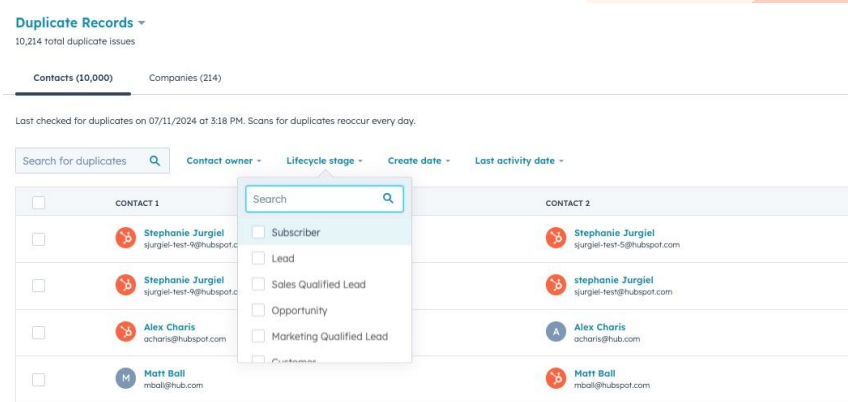 Duplicate Records
10,214 total duplicate issues
Contacts (10,000) Companies (214)
Last checked for duplicates on 07/11/2024 at 3:18 PM. Scans for duplicates reoccur every day.
Search for duplicates Contact owner Lifecycle stage Create date Last activity date
CONTACT 1 CONTACT 2
Search
Subscriber
Lead
Sales Qualified Lead
Opportunity
Marketing Qualified Lead
Customer
Stephanie Jurgiel Stephanie Jurgiel
sjurgiel-test-9@hubspot.c sjurgiel-test-5@hubspot.com
Stephanie Jurgiel stephanie Jurgiel
sjurgiel-test-9@hubspot.c sjurgiel-test@hubspot.com
Alex Charis A Alex Charis
acharis@hubspot.com acharis@hub.com
M Matt Ball Matt Ball
mball@hub.com mball@hubspot.com